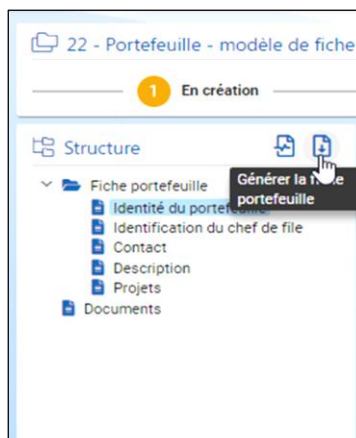 22 - Portefeuille - modèle de fiche
1 En création
Structure
Générer la fiche
portefeuille
Fiche portefeuille
Identité du portefeuille
Identification du chef de file
Contact
Description
Projets
Documents